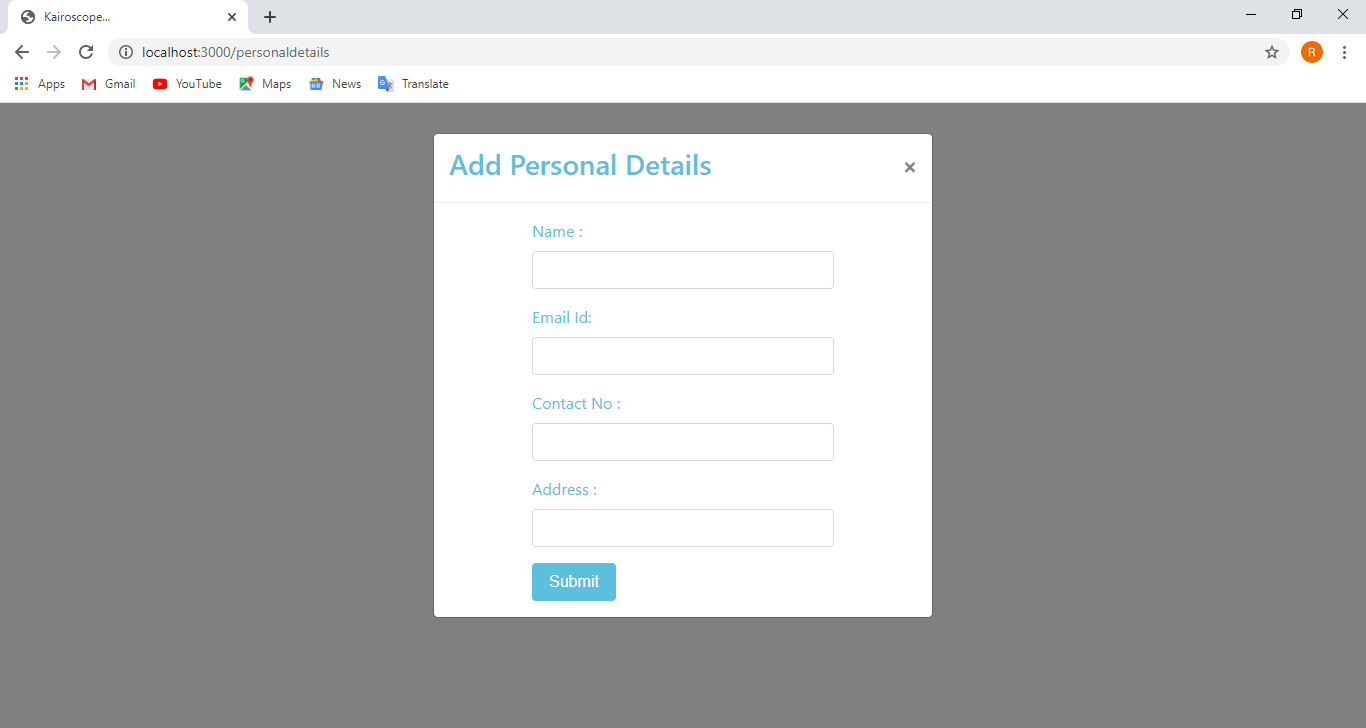 Kairoscope...
localhost:3000/personaldetails
R
Apps Gmail YouTube Maps News Translate
Add Personal Details
×
Name :
Email Id:
Contact No :
Address :
Submit